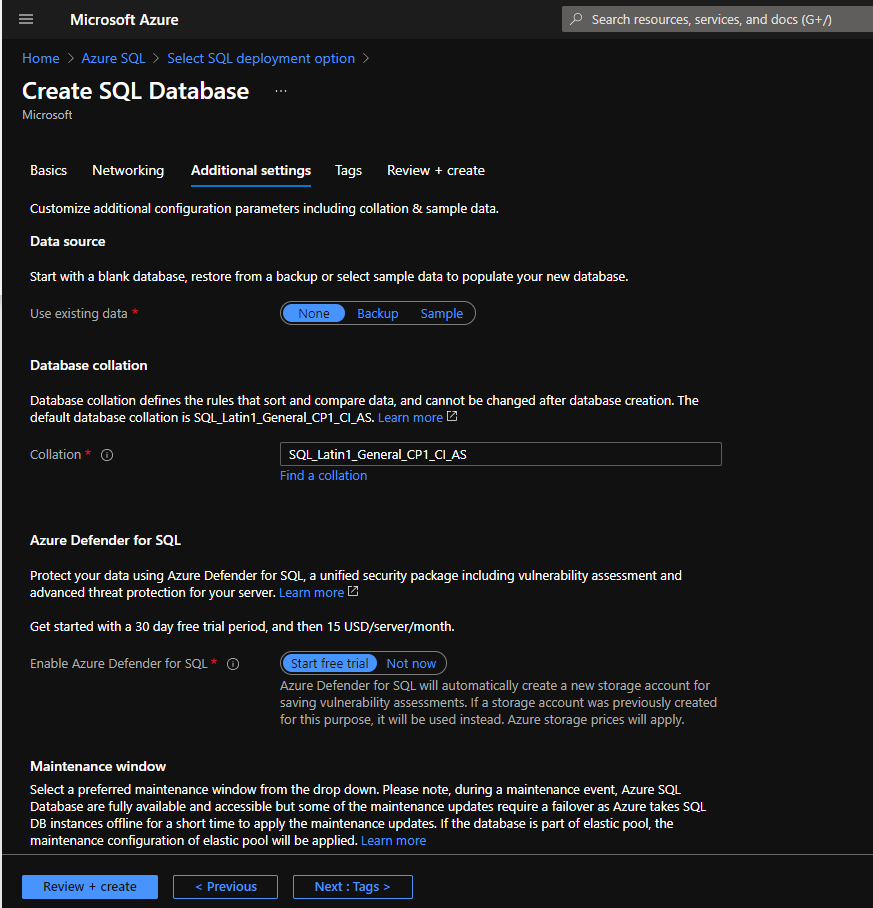 Microsoft Azure
Search resources, services, and docs (G+/)
Home > Azure SQL > Select SQL deployment option >
Create SQL Database ...
Microsoft
Basics Networking Additional settings Tags Review + create
Customize additional configuration parameters including collation & sample data.
Data source
Start with a blank database, restore from a backup or select sample data to populate your new database.
Use existing data * None Backup Sample
Database collation
Database collation defines the rules that sort and compare data, and cannot be changed after database creation. The
default database collation is SQL_Latin1_General_CP1_CI_AS. Learn more
Collation * SQL_Latin1_General_CP1_CI_AS
Find a collation
Azure Defender for SQL
Protect your data using Azure Defender for SQL, a unified security package including vulnerability assessment and
advanced threat protection for your server. Learn more
Get started with a 30 day free trial period, and then 15 USD/server/month.
Enable Azure Defender for SQL * Start free trial Not now
Azure Defender for SQL will automatically create a new storage account for
saving vulnerability assessments. If a storage account was previously created
for this purpose, it will be used instead. Azure storage prices will apply.
Maintenance window
Select a preferred maintenance window from the drop down. Please note, during a maintenance event, Azure SQL
Database are fully available and accessible but some of the maintenance updates require a failover as Azure takes SQL
DB instances offline for a short time to apply the maintenance updates. If the database is part of elastic pool, the
maintenance configuration of elastic pool will be applied. Learn more
Review + create < Previous Next : Tags >